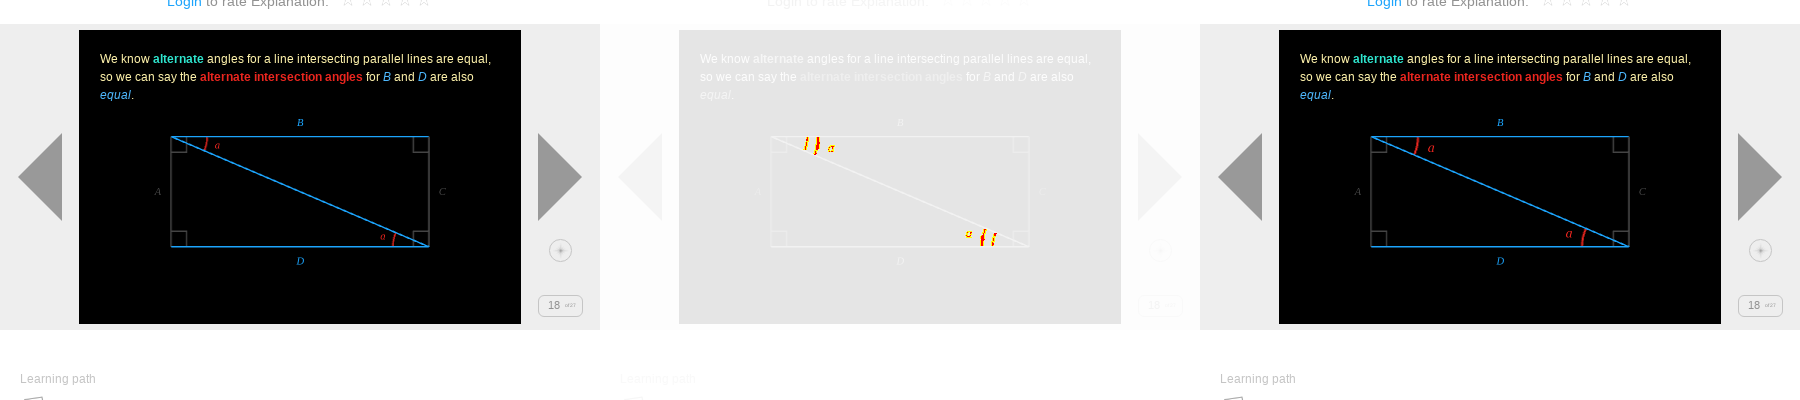 Login to rate Explanation:
We know alternate angles for a line intersecting parallel lines are equal,
so we can say the alternate intersection angles for B and D are also
equal.
B
a
A
C
a
D
18 of 27
Learning path
Login to rate Explanation:
We know alternate angles for a line intersecting parallel lines are equal,
so we can say the alternate intersection angles for B and D are also
equal.
B
a
a
D
18
Learning path
Login to rate Explanation:
We know alternate angles for a line intersecting parallel lines are equal,
so we can say the alternate intersection angles for B and D are also
equal.
B
a
A
C
a
D
18 of 27
Learning path